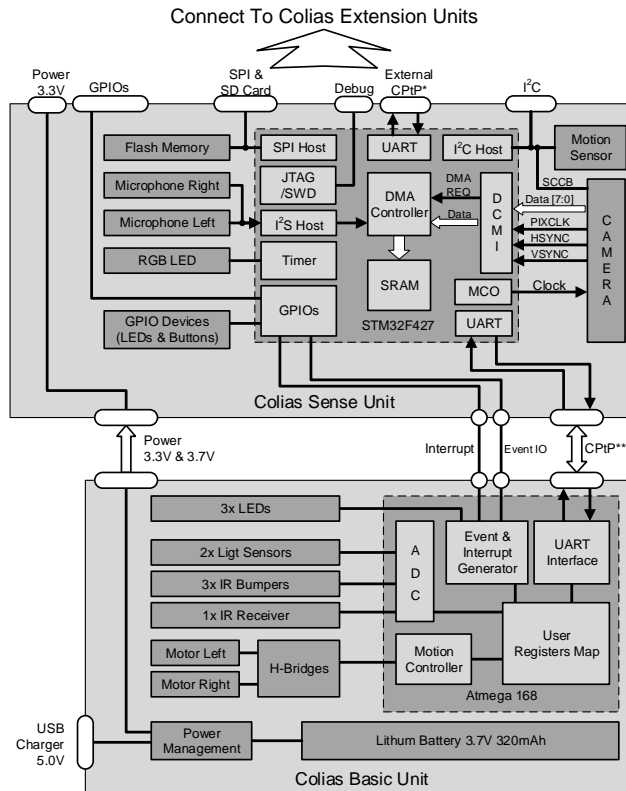 Connect To Colias Extension Units
Power
3.3V
GPIOs
SPI &
SD Card
Debug
External
CPtP*
I²C
Flash Memory
SPI Host
UART
I²C Host
Motion
Sensor
Microphone Right
JTAG
/SWD
DMA
Controller
DMA
REQ
Data
D
C
M
I
SCCB
Data [7:0]
PIXCLK
HSYNC
VSYNC
C
A
M
E
R
A
Microphone Left
I²S Host
RGB LED
Timer
SRAM
MCO
Clock
GPIOs
GPIO Devices
(LEDs & Buttons)
STM32F427
UART
Colias Sense Unit
Power
3.3V & 3.7V
Interrupt
Event IO
CPtP**
3x LEDs
2x Ligt Sensors
3x IR Bumpers
1x IR Receiver
A
D
C
Event &
Interrupt
Generator
UART
Interface
Motor Left
Motor Right
H-Bridges
Motion
Controller
User
Registers Map
Atmega 168
USB
Charger
5.0V
Power
Management
Lithum Battery 3.7V 320mAh
Colias Basic Unit